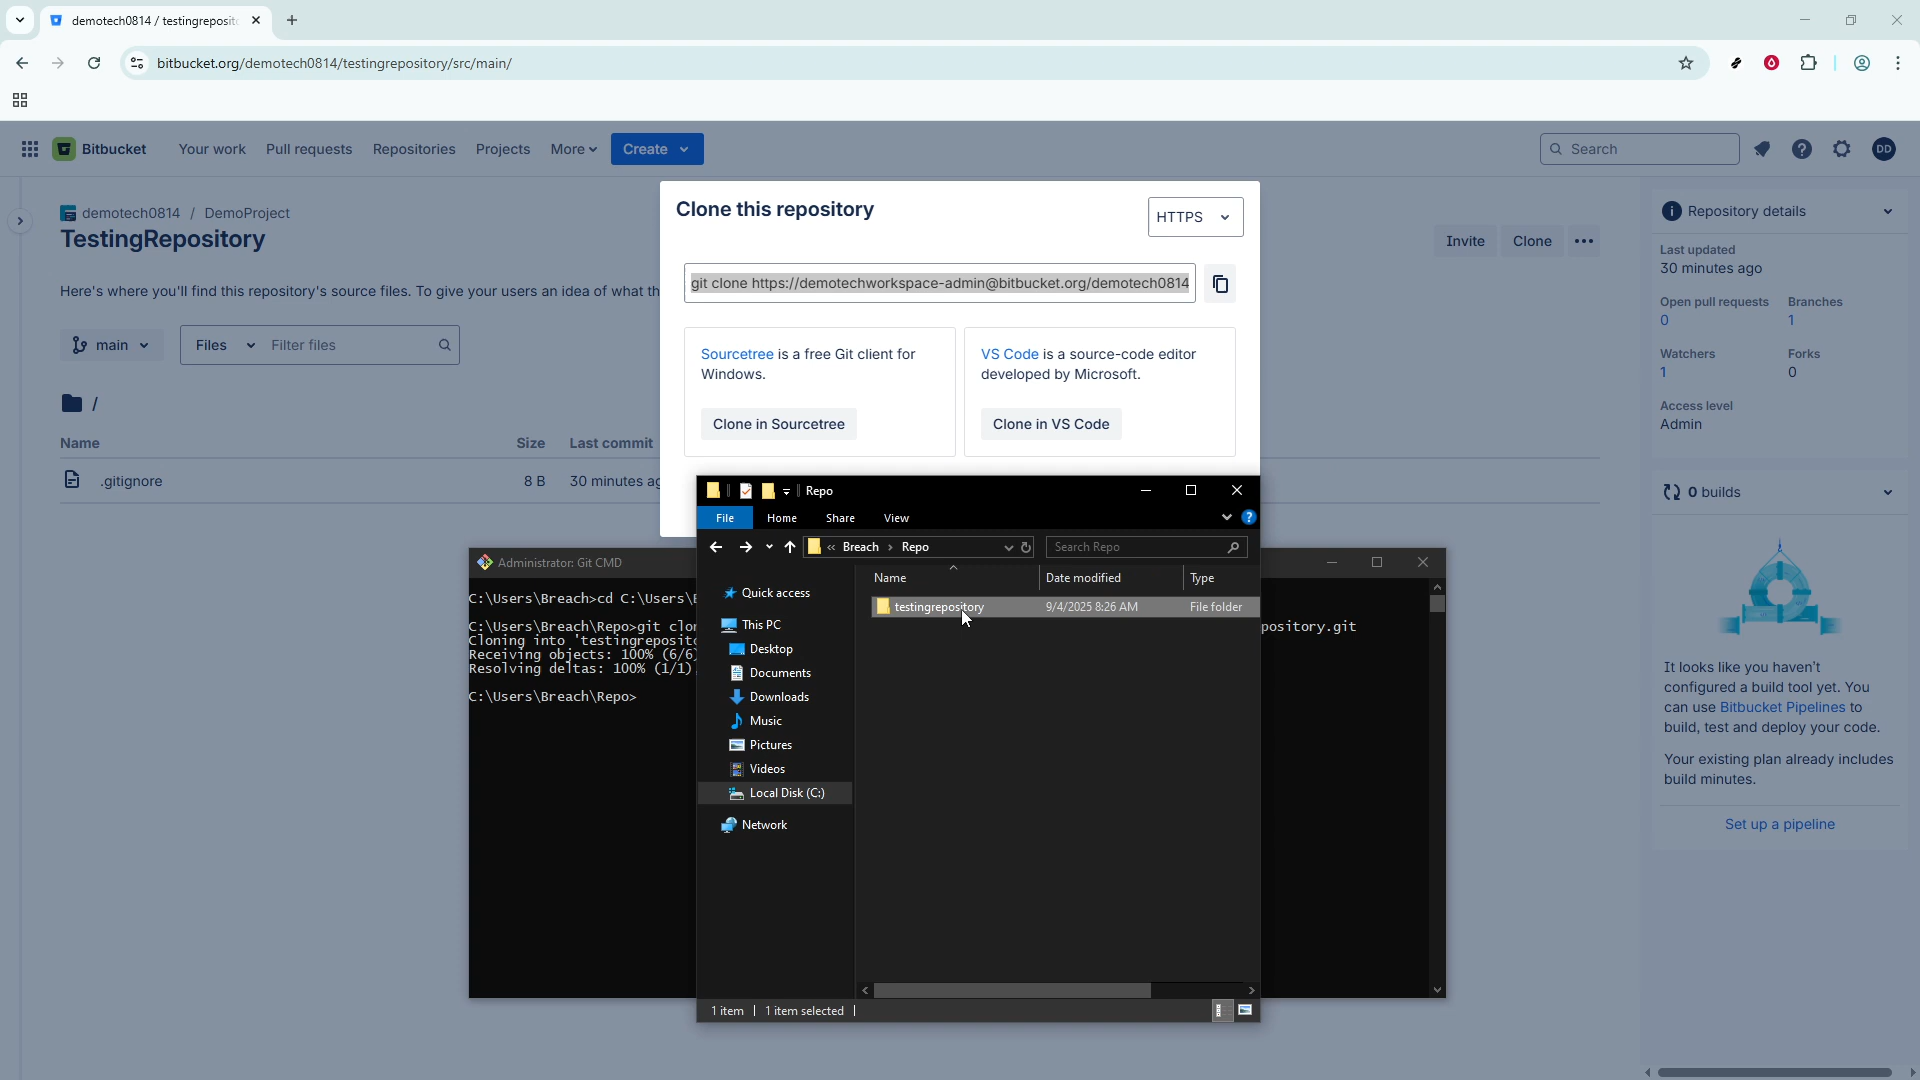 demotech0814 / testingreposito
bitbucket.org/demotech0814/testingrepository/src/main/
Bitbucket
Your work
Pull requests
Repositories
Projects
More
Create
Search
DD
demotech0814 / DemoProject
TestingRepository
Invite
Clone
Here's where you'll find this repository's source files. To give your users an idea of what th
main
Files
Filter files
/
Name
Size
Last commit
.gitignore
8 B
30 minutes ag
Clone this repository
HTTPS
git clone https://demotechworkspace-admin@bitbucket.org/demotech0814
Sourcetree is a free Git client for
Windows.
Clone in Sourcetree
VS Code is a source-code editor
developed by Microsoft.
Clone in VS Code
Repository details
Last updated
30 minutes ago
Open pull requests
0
Branches
1
Watchers
1
Forks
0
Access level
Admin
0 builds
It looks like you haven't
configured a build tool yet. You
can use Bitbucket Pipelines to
build, test and deploy your code.
Your existing plan already includes
build minutes.
Set up a pipeline
Administrator: Git CMD
C:\Users\Breach>cd C:\Users\B
C:\Users\Breach\Repo>git clon
pository.git
Cloning into 'testingreposito
Receiving objects: 100% (6/6)
Resolving deltas: 100% (1/1)
C:\Users\Breach\Repo>
Repo
File
Home
Share
View
Breach
Repo
Search Repo
Name
Date modified
Type
testingrepository
9/4/2025 8:26 AM
File folder
Quick access
This PC
Desktop
Documents
Downloads
Music
Pictures
Videos
Local Disk (C:)
Network
1 item
1 item selected